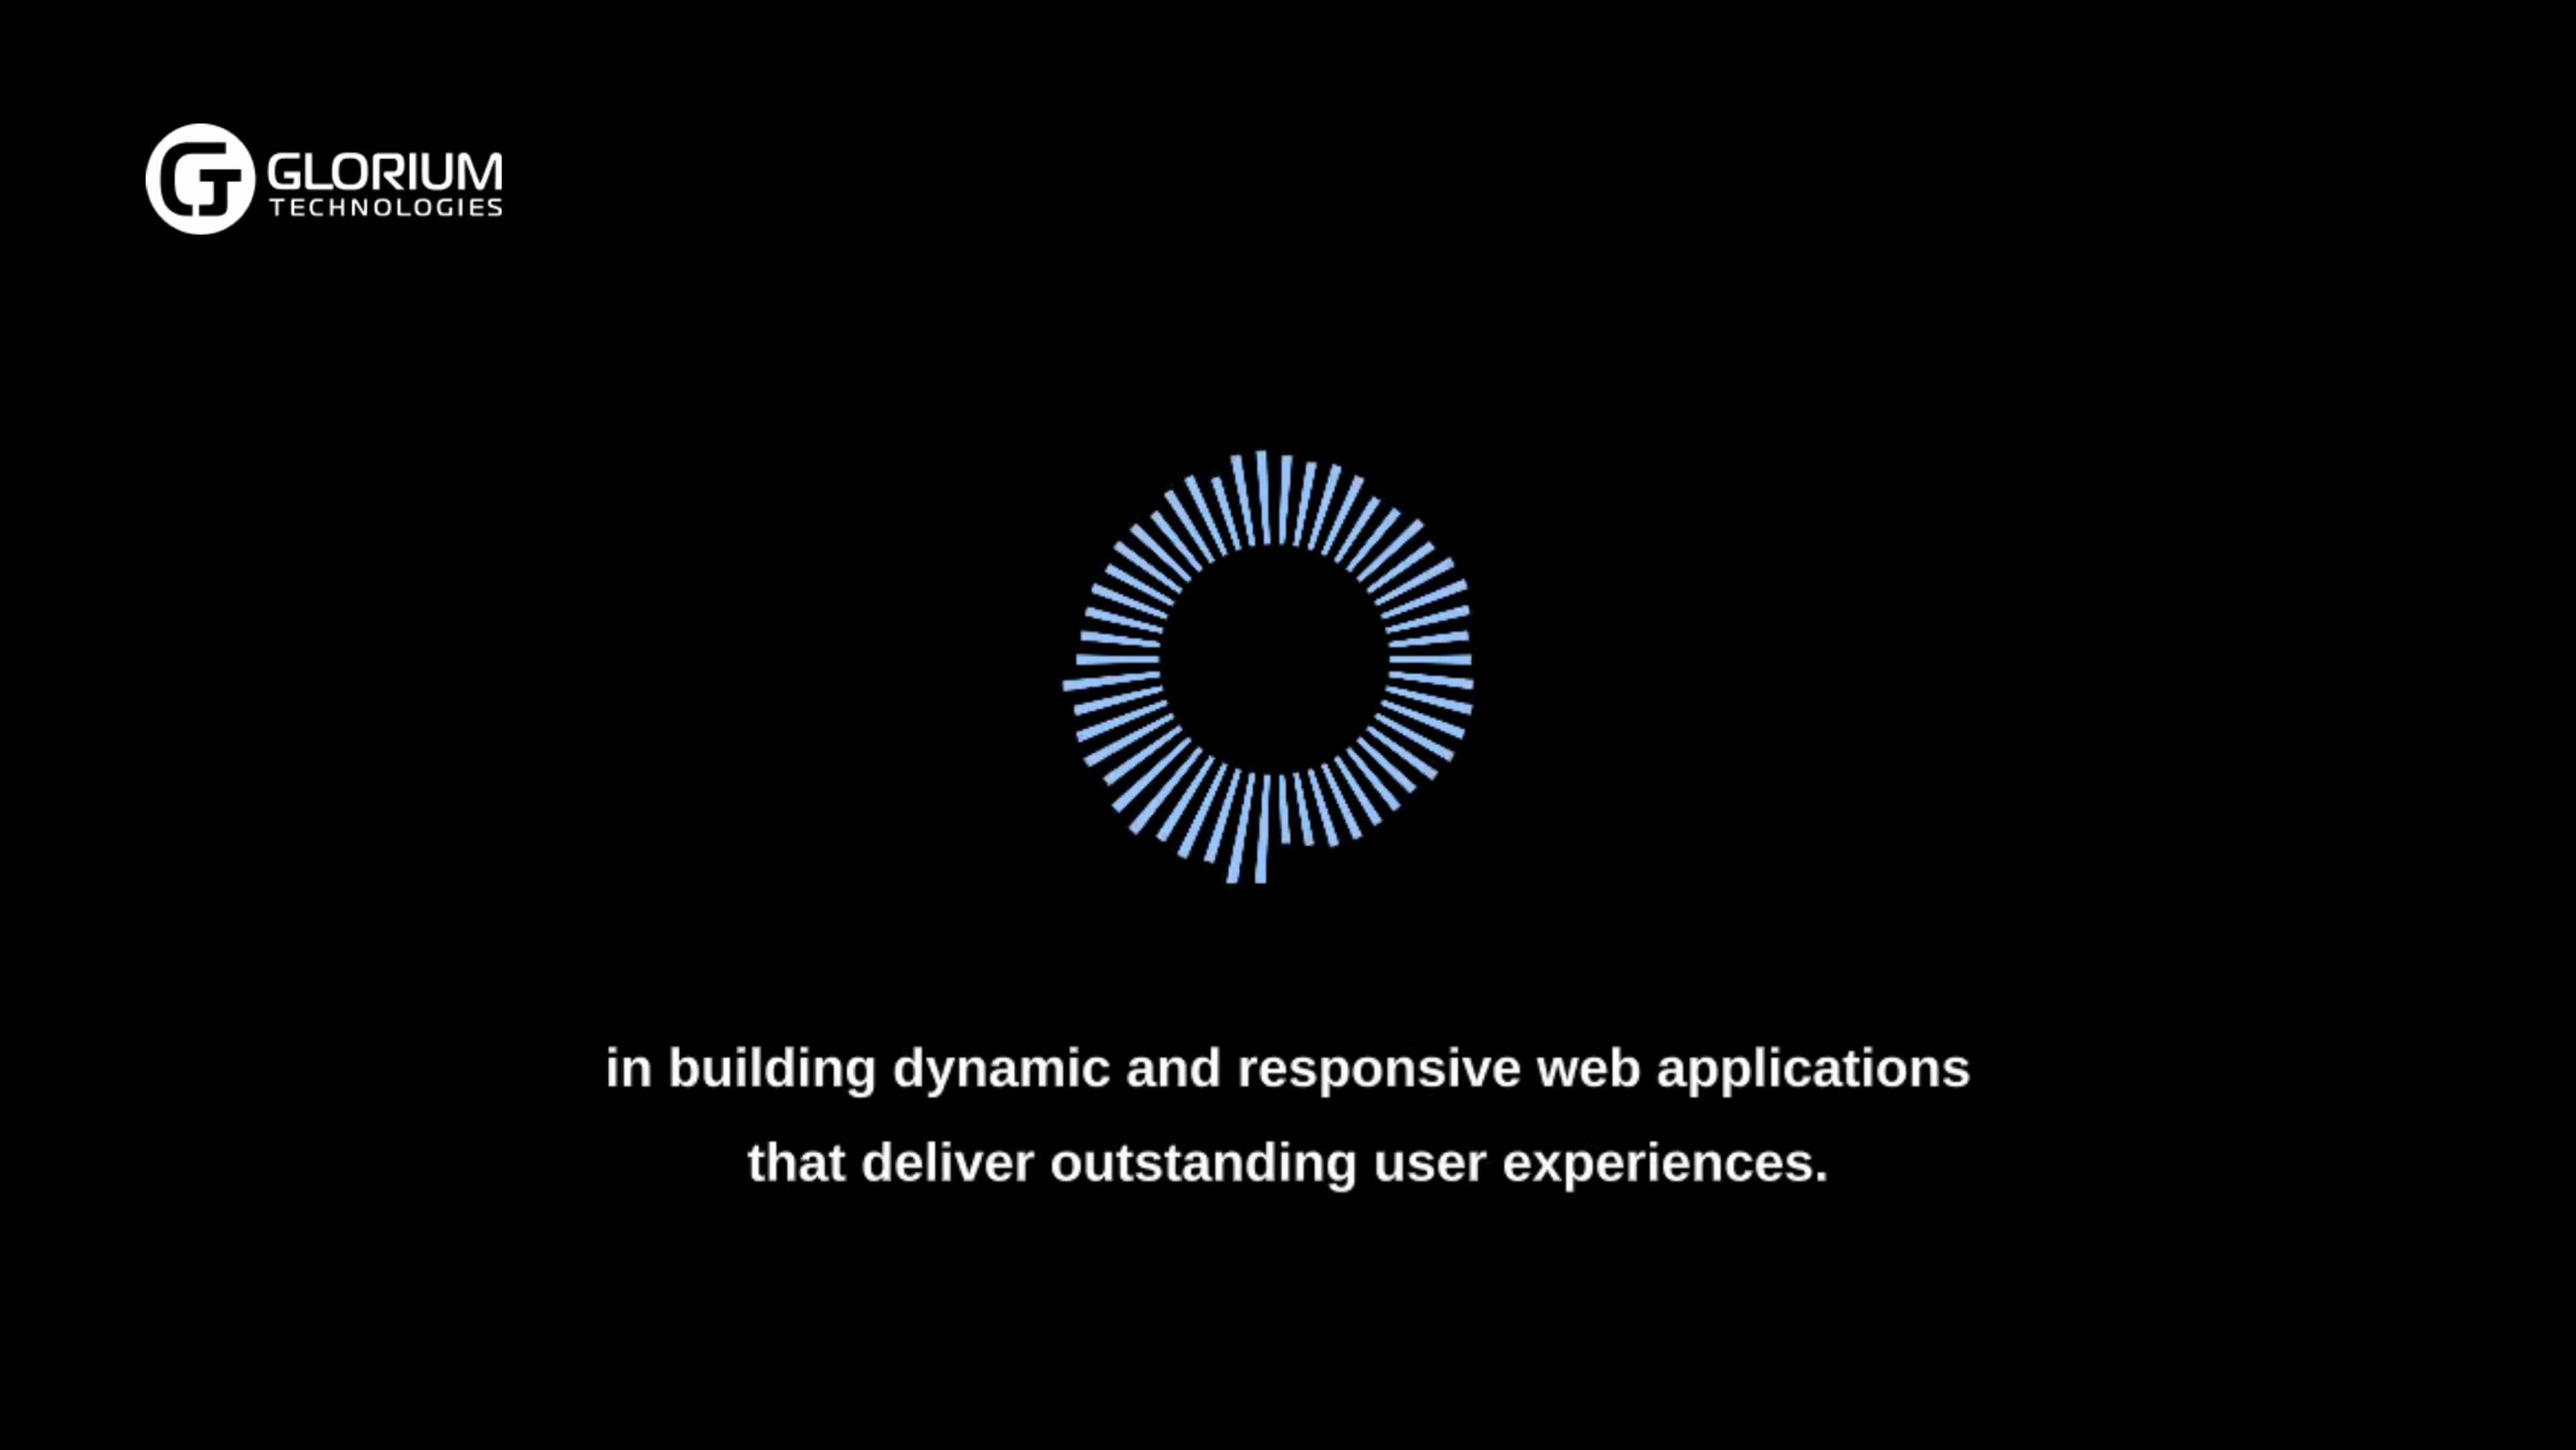 GLORIUM
TECHNOLOGIES
in building dynamic and responsive web applications
that deliver outstanding user experiences.